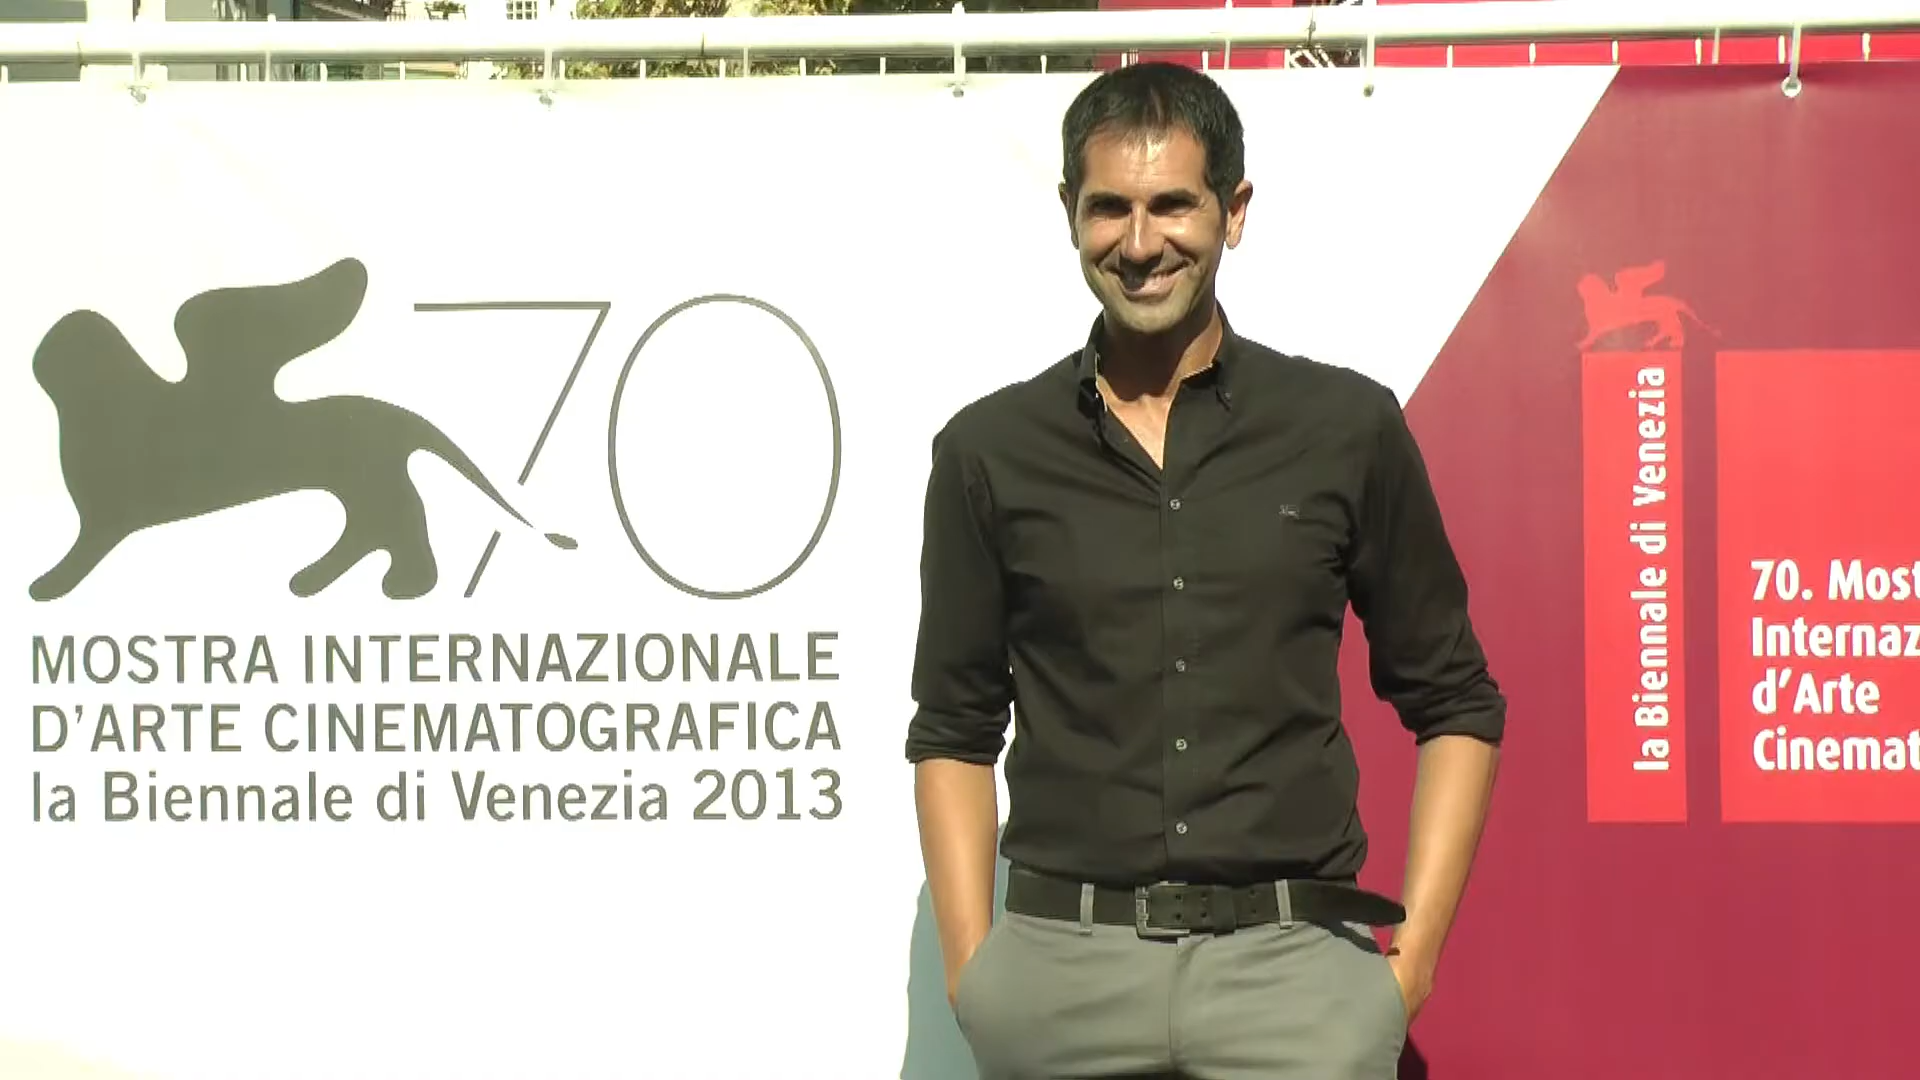 70
MOSTRA INTERNAZIONALE
D'ARTE CINEMATOGRAFICA
la Biennale di Venezia 2013
la Biennale di Venezia
70. Most
Internaz
d'Arte
Cinemat